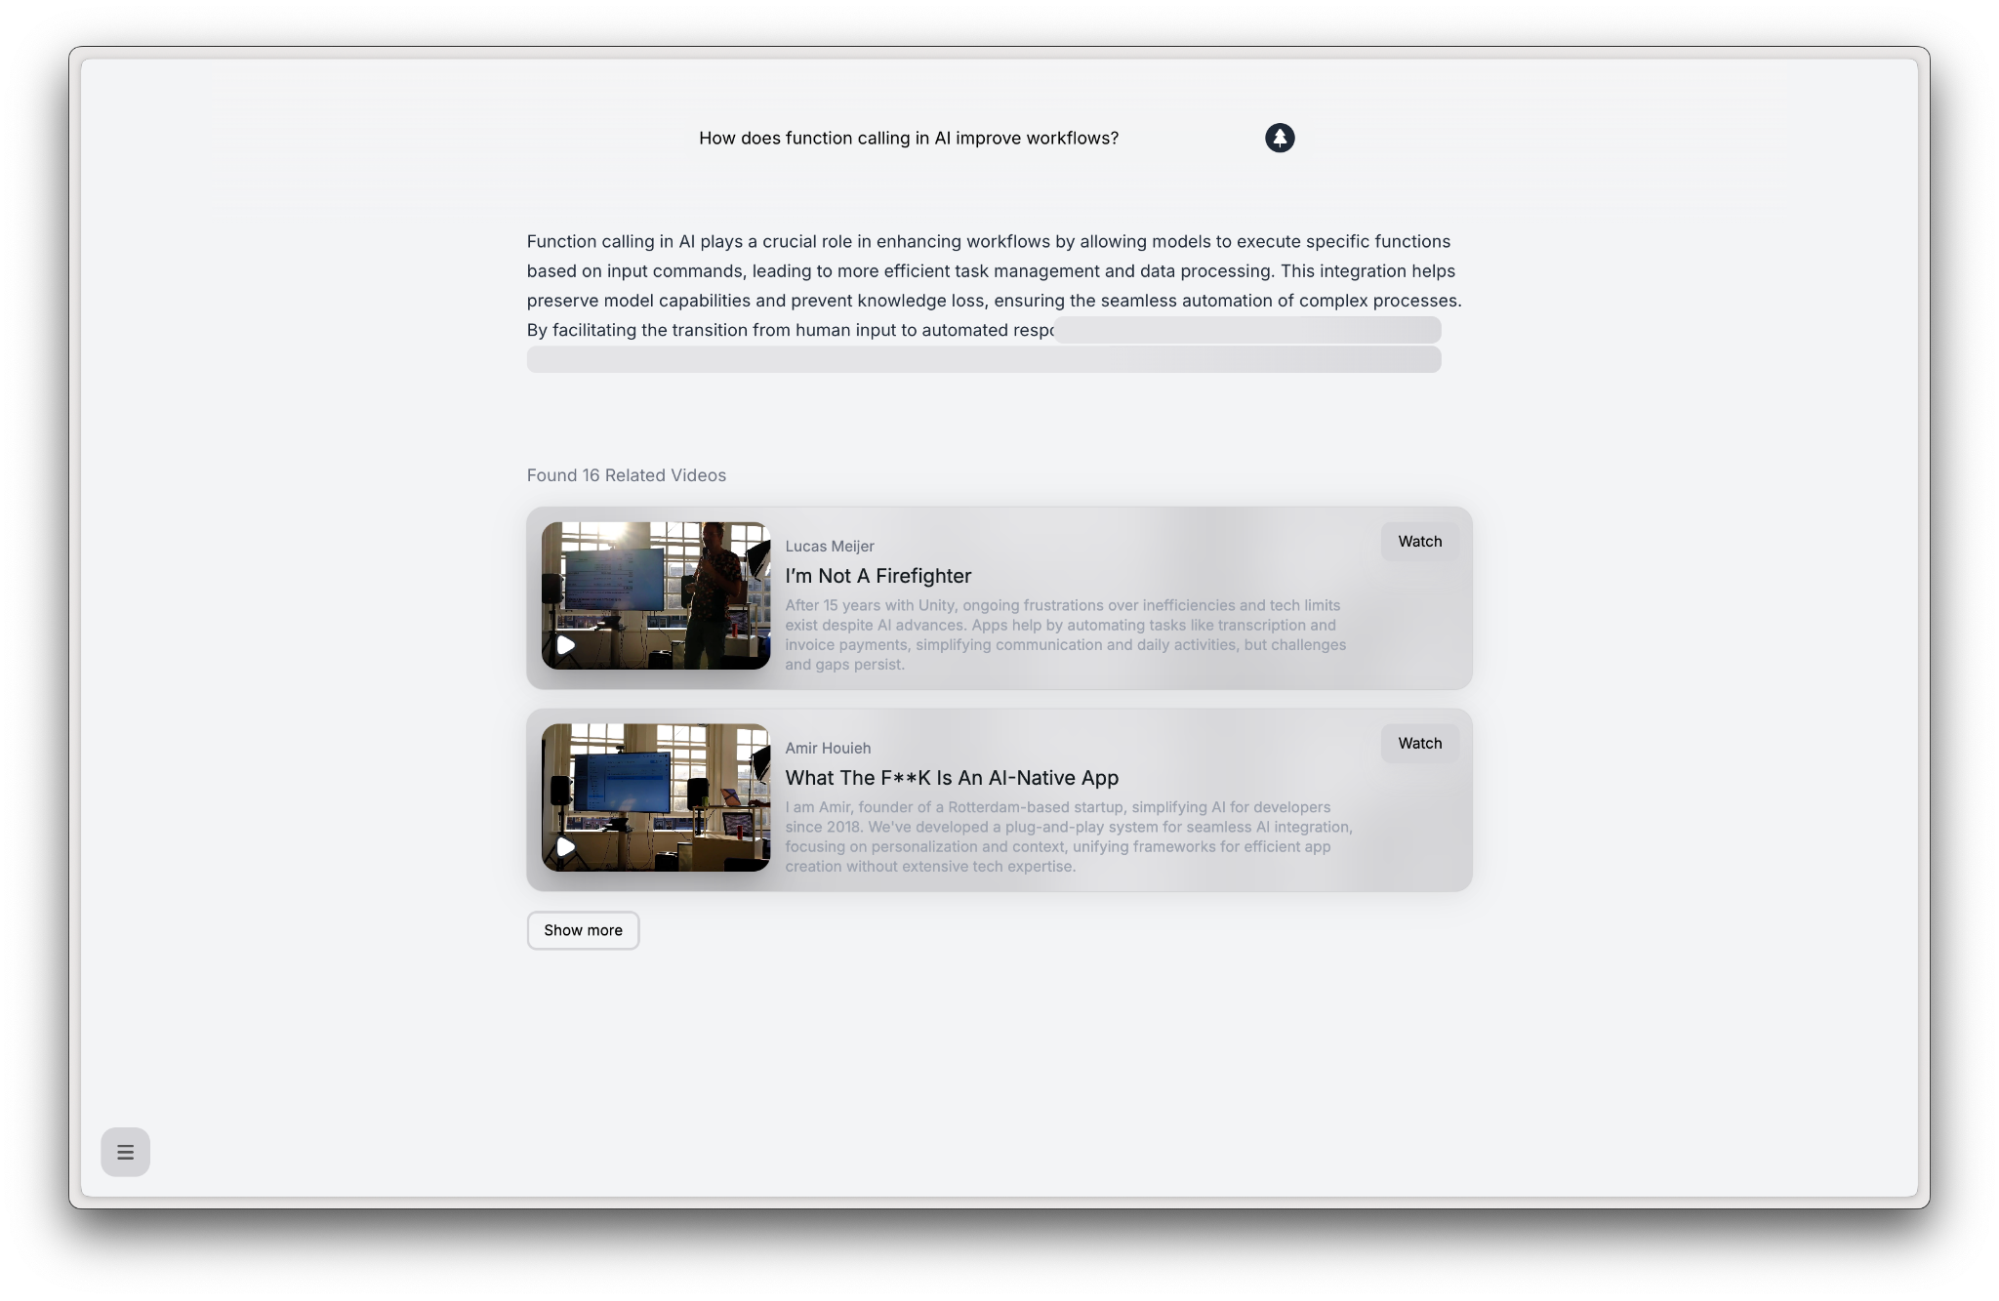 How does function calling in AI improve workflows?
Function calling in AI plays a crucial role in enhancing workflows by allowing models to execute specific functions
based on input commands, leading to more efficient task management and data processing. This integration helps
preserve model capabilities and prevent knowledge loss, ensuring the seamless automation of complex processes.
By facilitating the transition from human input to automated respo
Found 16 Related Videos
Lucas Meijer
Watch
I'm Not A Firefighter
After 15 years with Unity, ongoing frustrations over inefficiencies and tech limits
exist despite AI advances. Apps help by automating tasks like transcription and
invoice payments, simplifying communication and daily activities, but challenges
and gaps persist.
Amir Houieh
Watch
What The F**K Is An AI-Native App
I am Amir, founder of a Rotterdam-based startup, simplifying AI for developers
since 2018. We've developed a plug-and-play system for seamless AI integration,
focusing on personalization and context, unifying frameworks for efficient app
creation without extensive tech expertise.
Show more